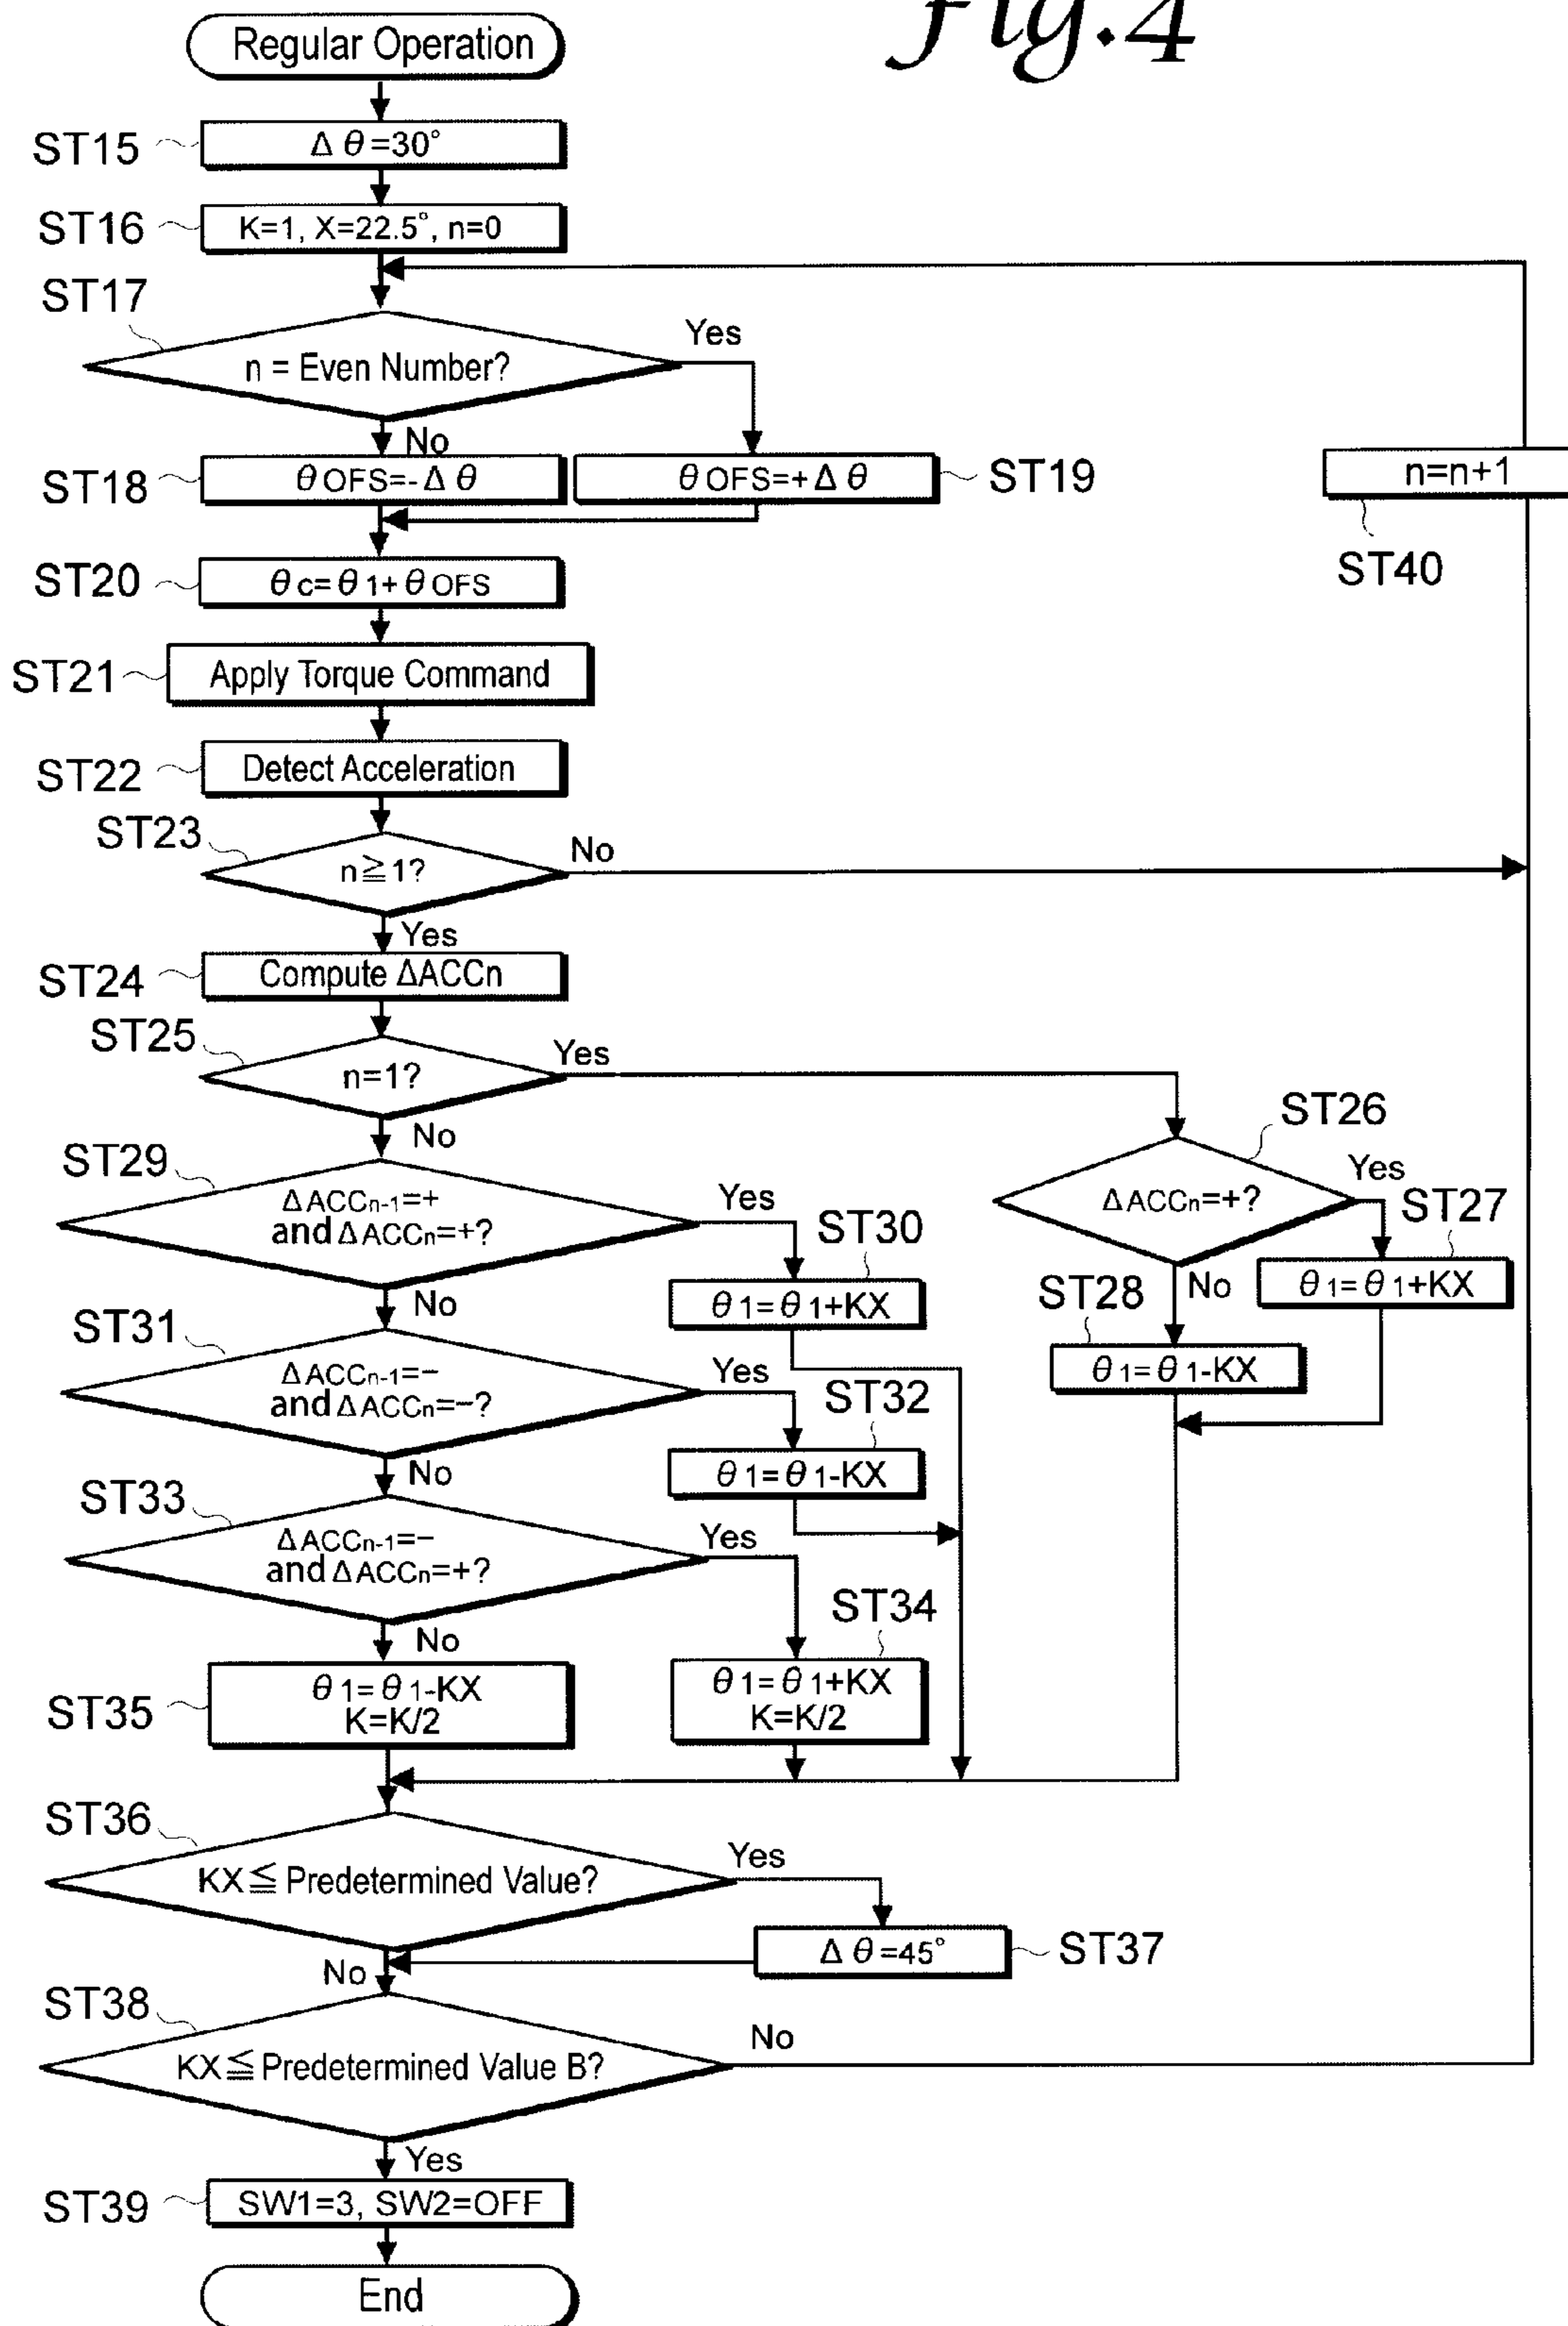 Fig.4
Regular Operation
ST15
Δθ=30°
ST16
K=1, X=22.5°, n=0
ST17
n = Even Number?
Yes
No
ST18
θOFS=-Δθ
θOFS=+Δθ
ST19
n=n+1
ST40
ST20
θc=θ1+θOFS
ST21
Apply Torque Command
ST22
Detect Acceleration
ST23
n≧1?
No
Yes
ST24
Compute ΔACCn
ST25
n=1?
Yes
No
ST26
ΔACCn=+?
Yes
ST27
θ1=θ1+KX
No
ST28
θ1=θ1-KX
ST29
ΔACCn-1=+
and ΔACCn=+?
Yes
ST30
θ1=θ1+KX
No
ST31
ΔACCn-1=−
and ΔACCn=−?
Yes
ST32
θ1=θ1-KX
No
ST33
ΔACCn-1=−
and ΔACCn=+?
Yes
ST34
θ1=θ1+KX
K=K/2
No
ST35
θ1=θ1-KX
K=K/2
ST36
KX≦Predetermined Value?
Yes
Δθ=45°
ST37
No
ST38
KX≦Predetermined Value B?
No
Yes
ST39
SW1=3, SW2=OFF
End